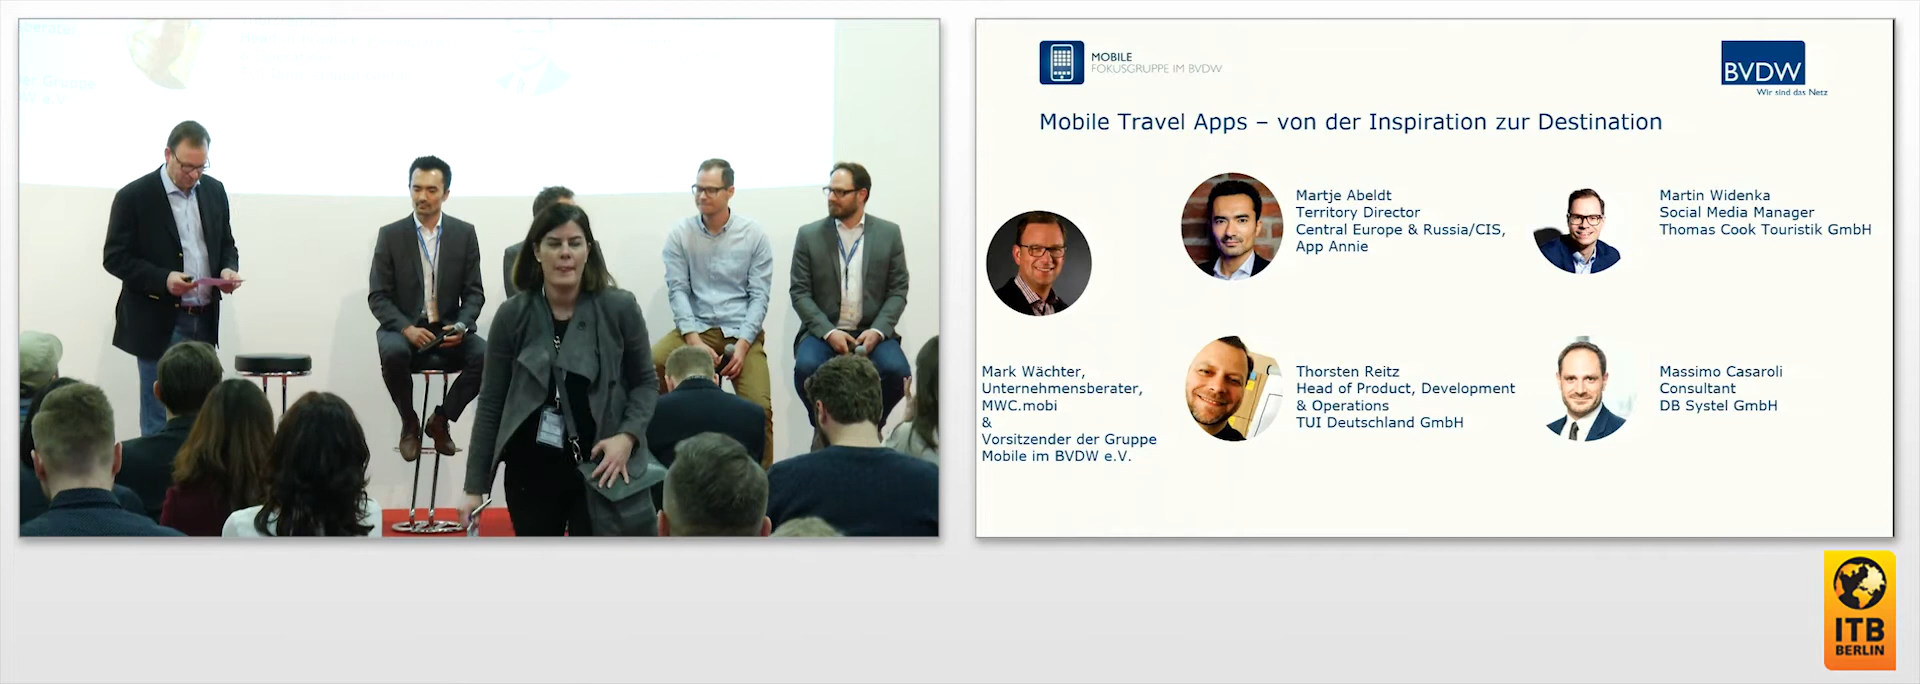 MOBILE
FOKUSGRUPPE IM BVDW
BVDW
Wir sind das Netz
Mobile Travel Apps – von der Inspiration zur Destination
Mark Wächter,
Unternehmensberater,
MWC.mobi
&
Vorsitzender der Gruppe
Mobile im BVDW e.V.
Martje Abeldt
Territory Director
Central Europe & Russia/CIS,
App Annie
Martin Widenka
Social Media Manager
Thomas Cook Touristik GmbH
Thorsten Reitz
Head of Product, Development
& Operations
TUI Deutschland GmbH
Massimo Casaroli
Consultant
DB Systel GmbH
ITB
BERLIN